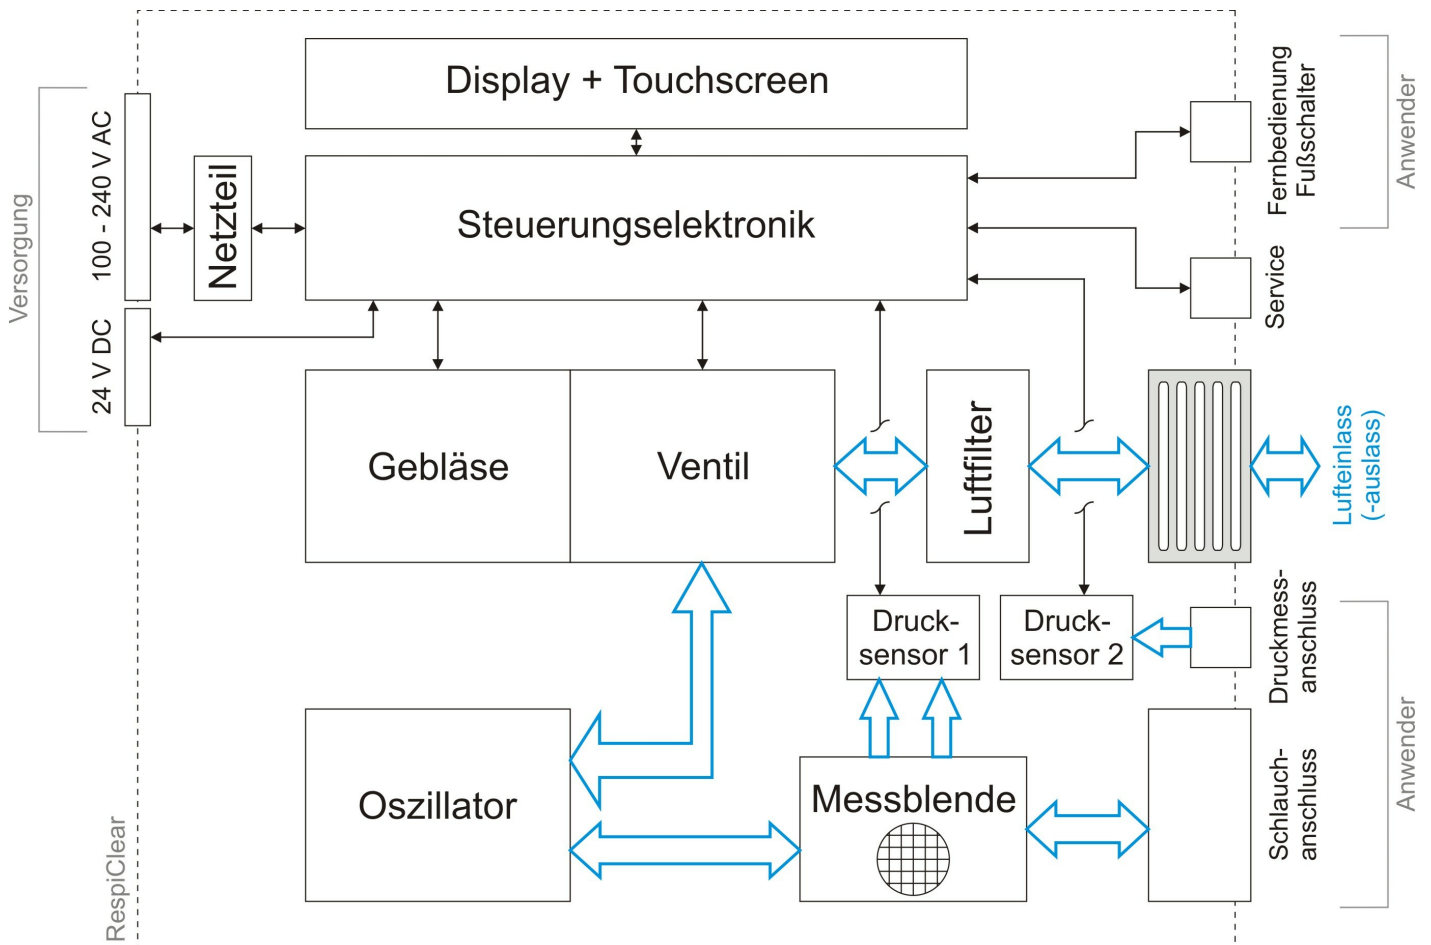 Display + Touchscreen
Steuerungselektronik
Netzteil
100 - 240 V AC
24 V DC
Versorgung
Fernbedienung
Fußschalter
Anwender
Service
Gebläse
Ventil
Luftfilter
Lufteinlass
(-auslass)
Druck-
sensor 1
Druck-
sensor 2
Druckmess-
anschluss
Oszillator
Messblende
Schlauch-
anschluss
Anwender
RespiClear